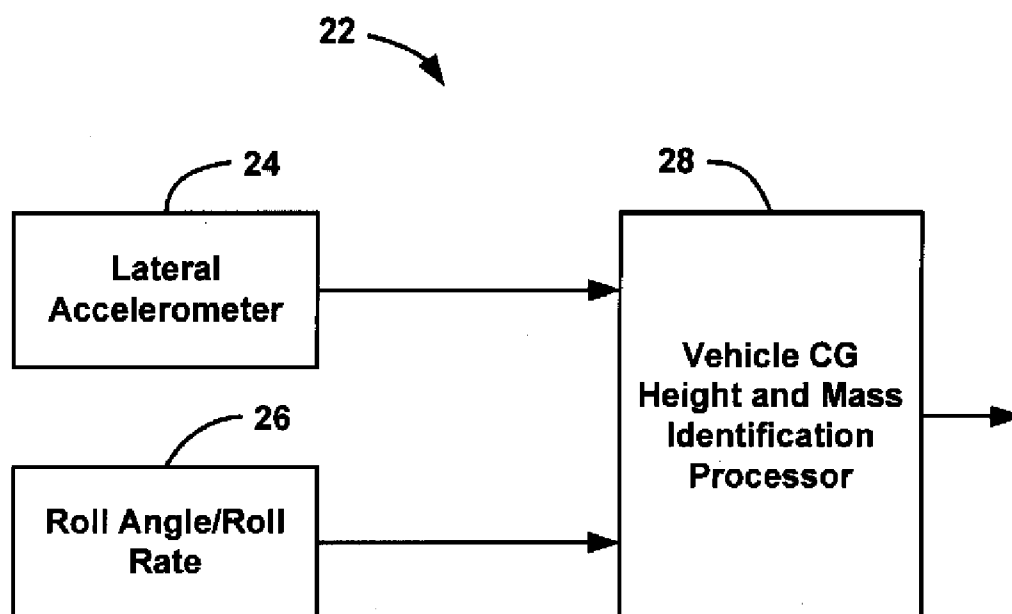 22
24
28
Lateral
Accelerometer
Vehicle CG
Height and Mass
Identification
Processor
26
Roll Angle/Roll
Rate